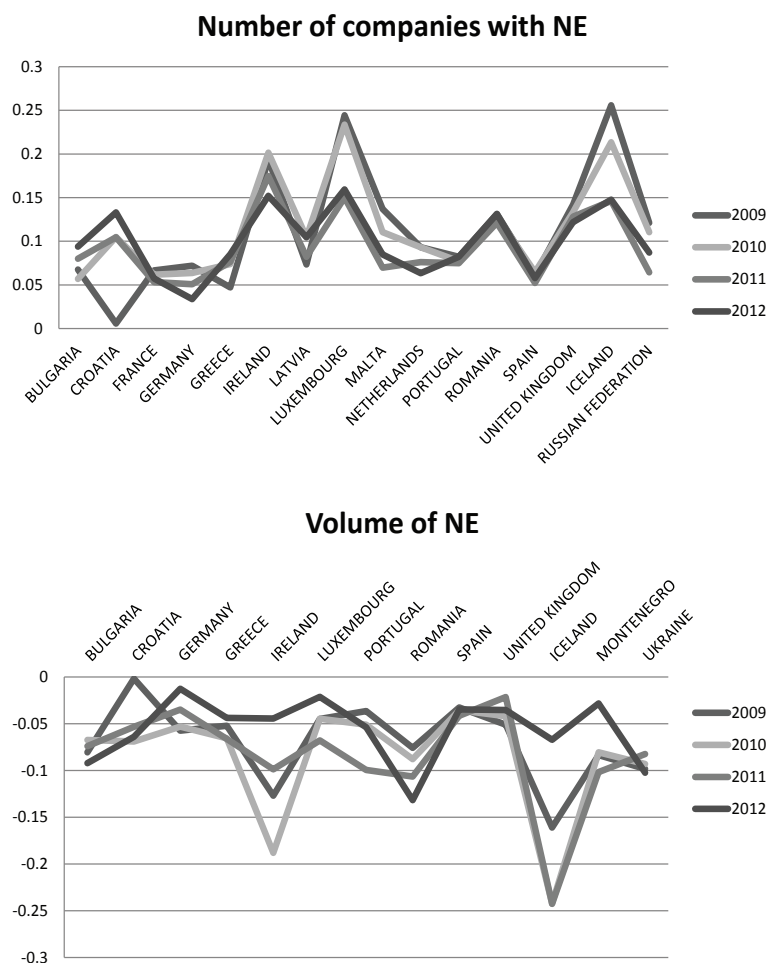 Number of companies with NE
0.3
0.25
0.2
0.15
0.1
0.05
0
BULGARIA
CROATIA
FRANCE
GERMANY
GREECE
IRELAND
LATVIA
LUXEMBOURG
MALTA
NETHERLANDS
PORTUGAL
ROMANIA
SPAIN
UNITED KINGDOM
ICELAND
RUSSIAN FEDERATION
2009
2010
2011
2012
Volume of NE
BULGARIA
CROATIA
GERMANY
GREECE
IRELAND
LUXEMBOURG
PORTUGAL
ROMANIA
SPAIN
UNITED KINGDOM
ICELAND
MONTENEGRO
UKRAINE
0
-0.05
-0.1
-0.15
-0.2
-0.25
-0.3
2009
2010
2011
2012